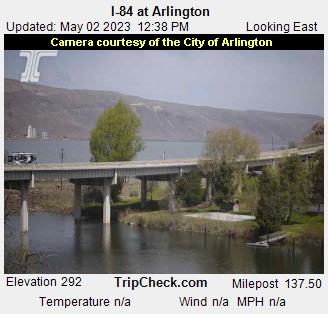 I-84 at Arlington
Updated: May 02 2023 12:38 PM Looking East
Camera courtesy of the City of Arlington
Elevation 292 TripCheck.com Milepost 137.50
Temperature n/a Wind n/a MPH n/a